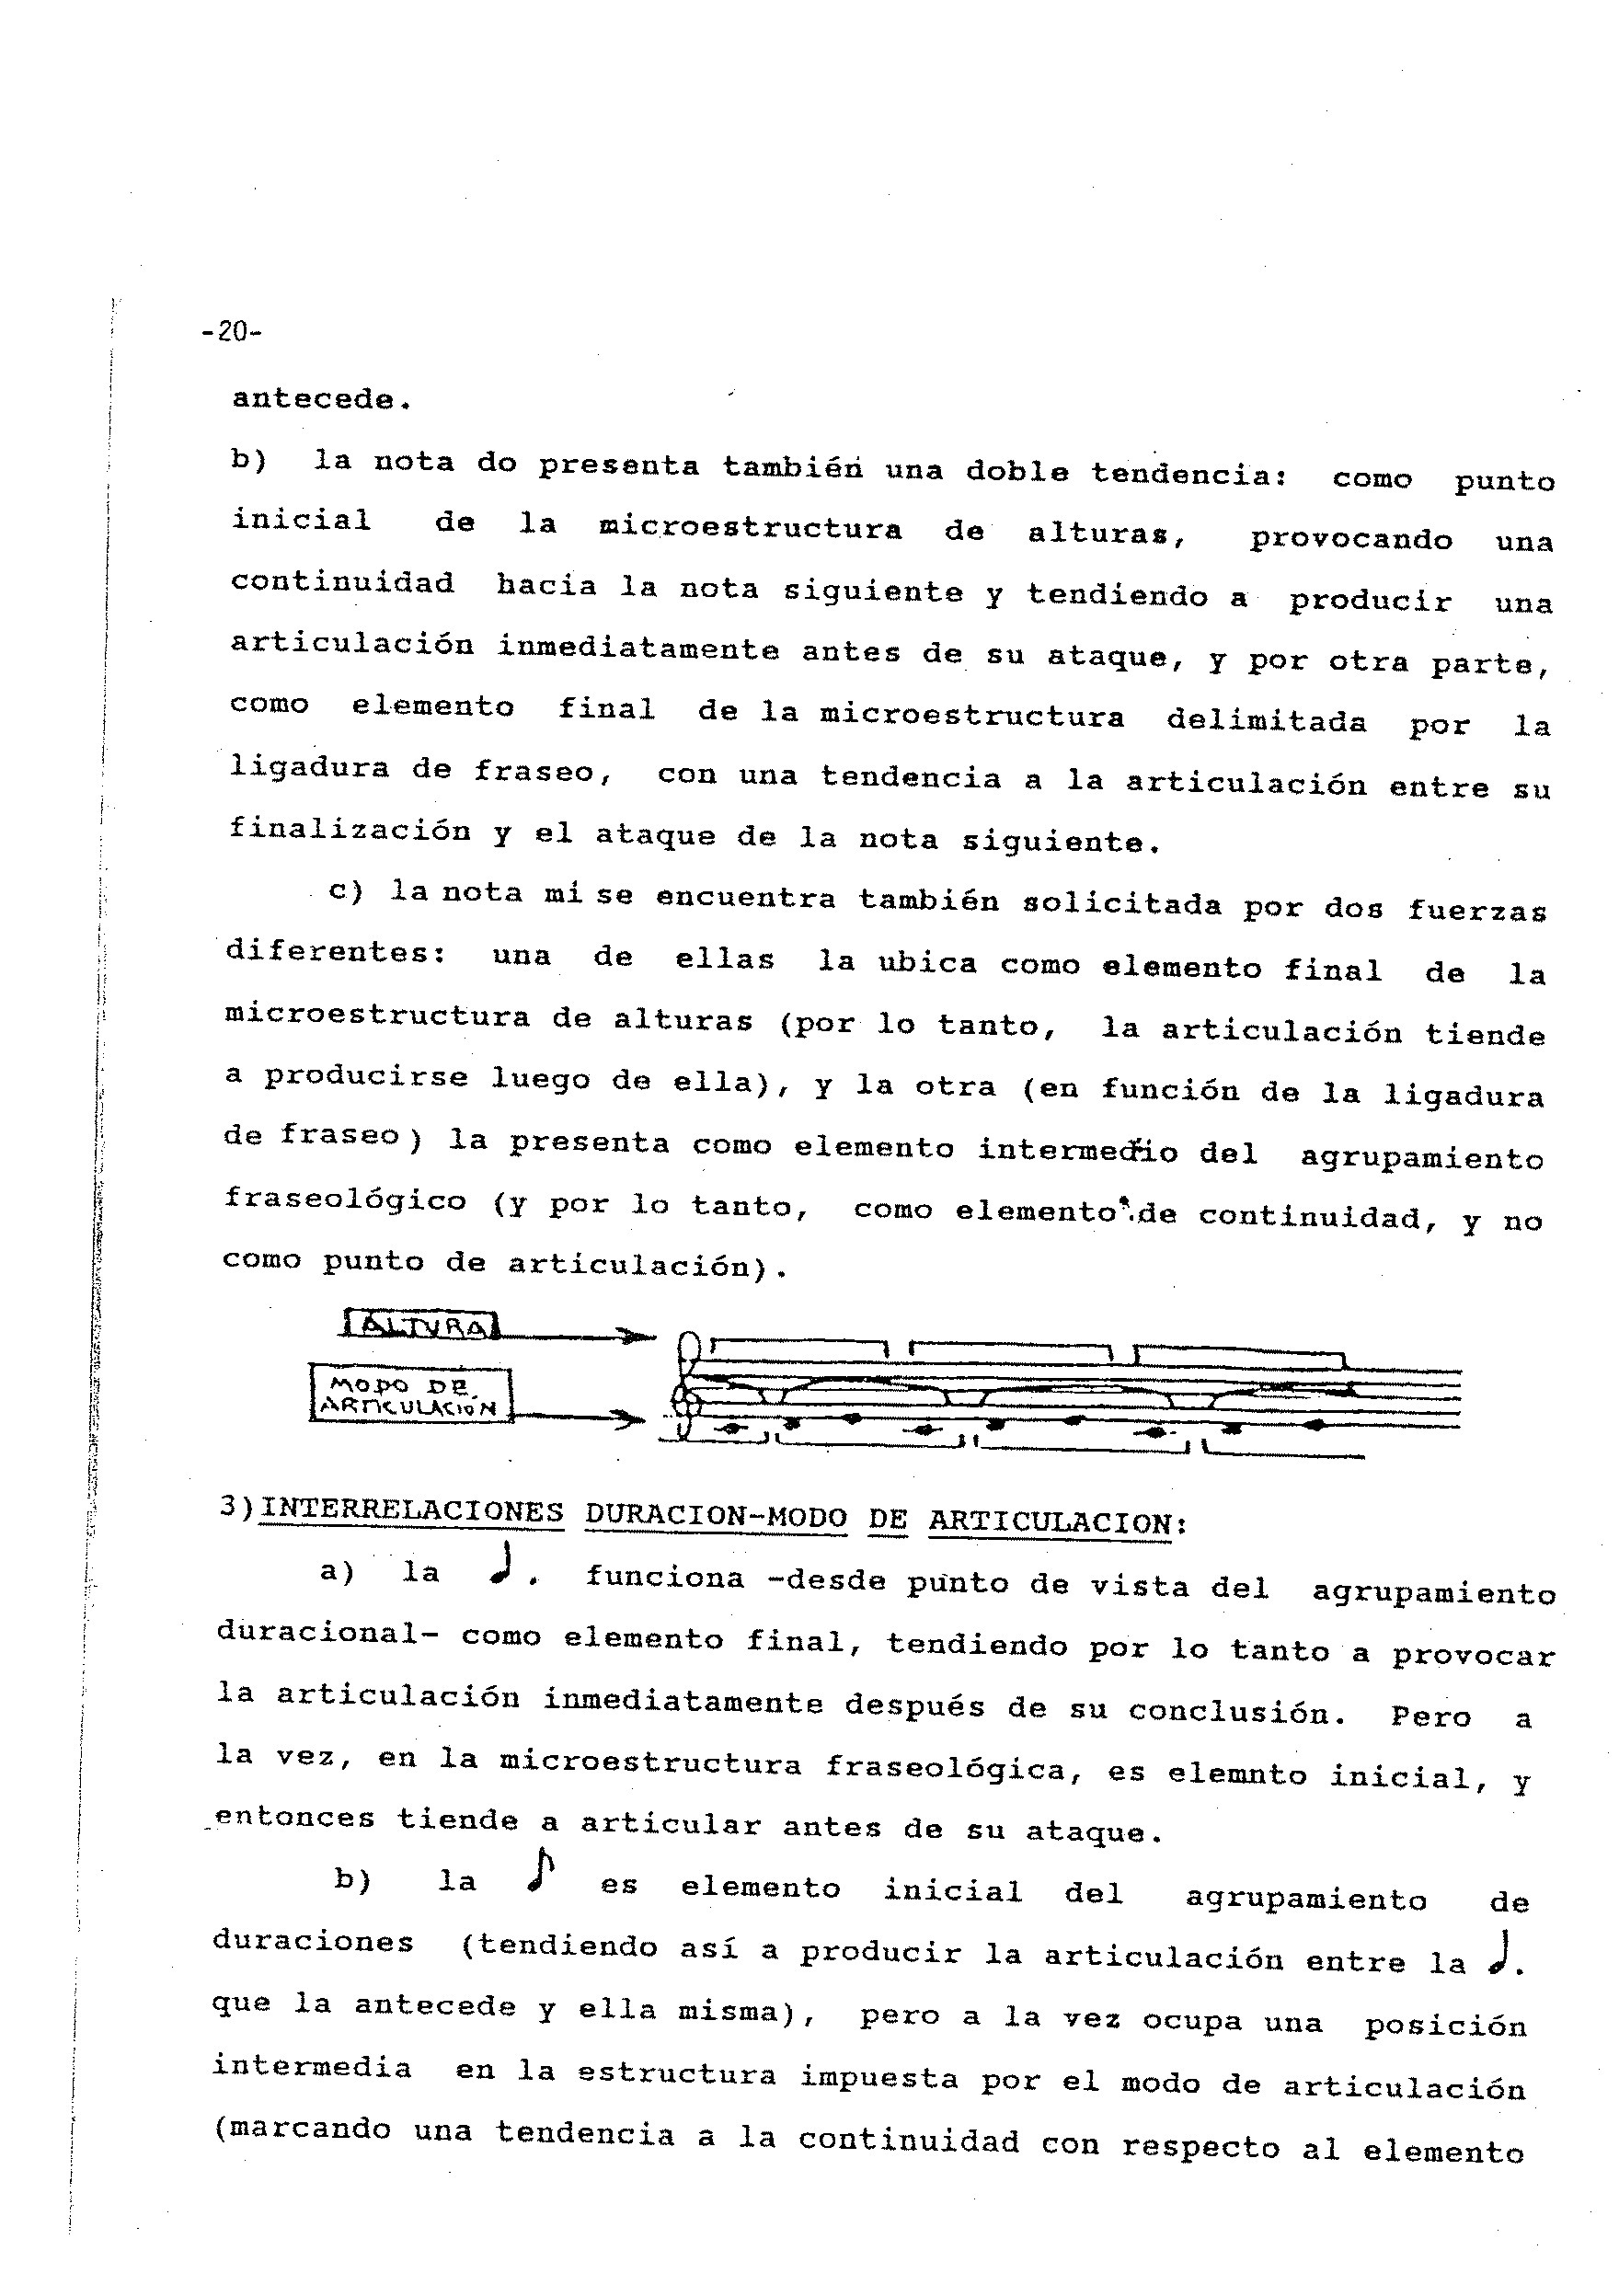 -20-
antecede.
b) la nota do presenta también una doble tendencia: como punto
inicial de la microestructura de alturas, provocando una
continuidad hacia la nota siguiente y tendiendo a producir una
articulación inmediatamente antes de su ataque, y por otra parte,
como elemento final de la microestructura delimitada por la
ligadura de fraseo, con una tendencia a la articulación entre su
finalización y el ataque de la nota siguiente.
c) la nota mi se encuentra también solicitada por dos fuerzas
diferentes: una de ellas la ubica como elemento final de la
microestructura de alturas (por lo tanto, la articulación tiende
a producirse luego de ella), y la otra (en función de la ligadura
de fraseo) la presenta como elemento intermedio del agrupamiento
fraseológico (y por lo tanto, como elemento de continuidad, y no
como punto de articulación).
ALTURA
MODO DE
ARTICULACIÓN
3) INTERRELACIONES DURACION-MODO DE ARTICULACION:
a) la ♩. funciona -desde punto de vista del agrupamiento
duracional- como elemento final, tendiendo por lo tanto a provocar
la articulación inmediatamente después de su conclusión. Pero a
la vez, en la microestructura fraseológica, es elemnto inicial, y
entonces tiende a articular antes de su ataque.
b) la ♪ es elemento inicial del agrupamiento de
duraciones (tendiendo así a producir la articulación entre la ♩.
que la antecede y ella misma), pero a la vez ocupa una posición
intermedia en la estructura impuesta por el modo de articulación
(marcando una tendencia a la continuidad con respecto al elemento